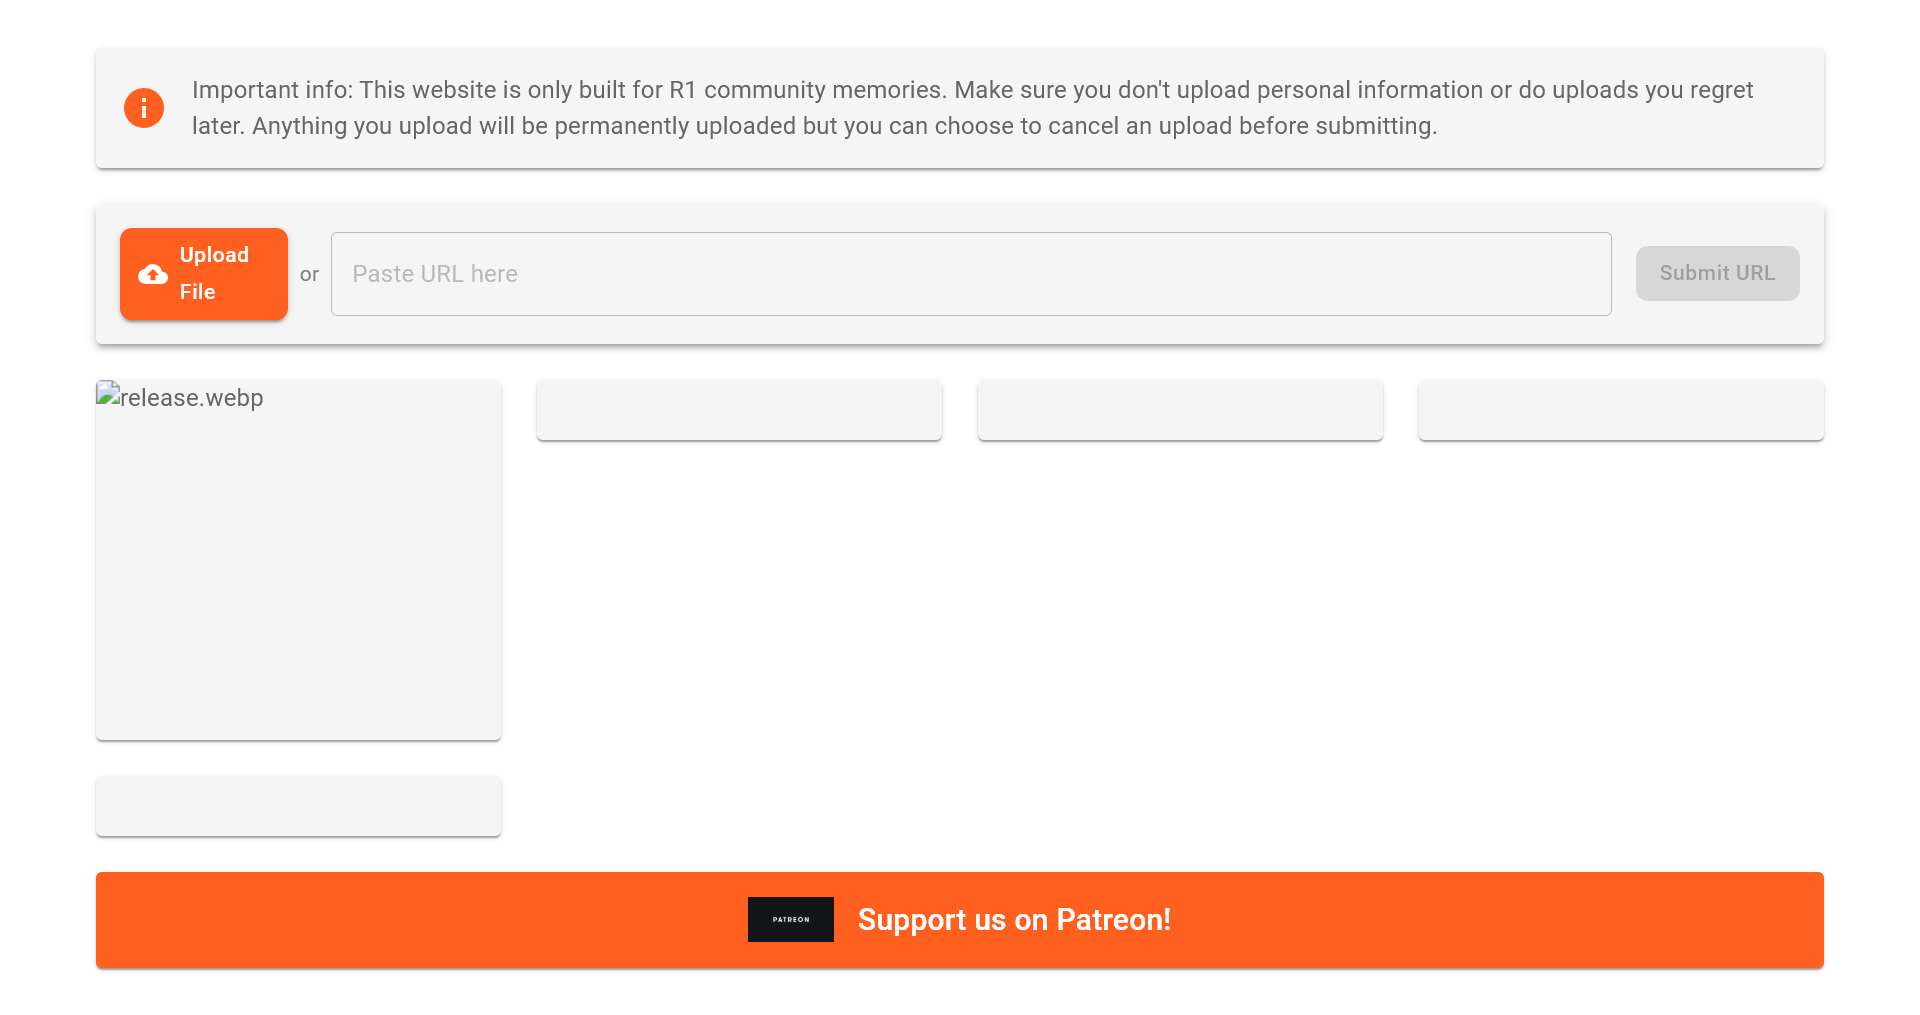 Important info: This website is only built for R1 community memories. Make sure you don't upload personal information or do uploads you regret
later. Anything you upload will be permanently uploaded but you can choose to cancel an upload before submitting.
Upload
File
or
Paste URL here
Submit URL
release.webp
PATREON
Support us on Patreon!